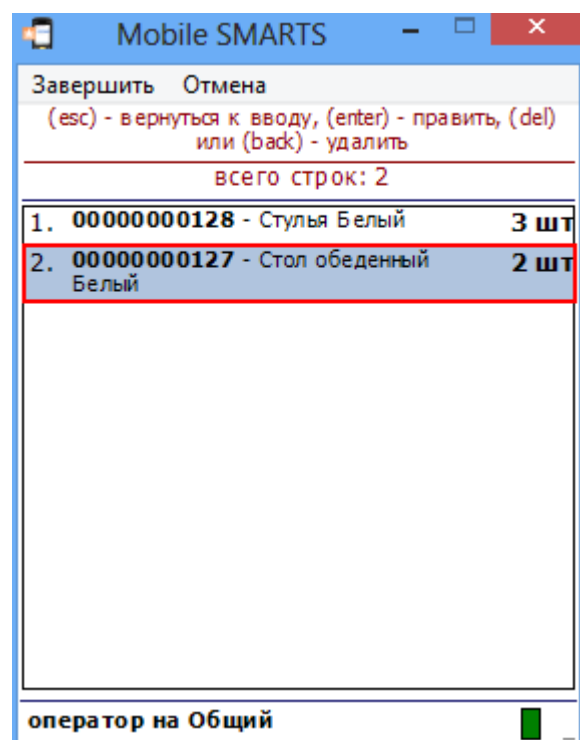 Mobile SMARTS
Завершить Отмена
(esc) - вернуться к вводу, (enter) - править, (del)
или (back) - удалить
всего строк: 2
1. 00000000128 - Стулья Белый 3 шт
2. 00000000127 - Стол обеденный 2 шт
Белый
оператор на Общий